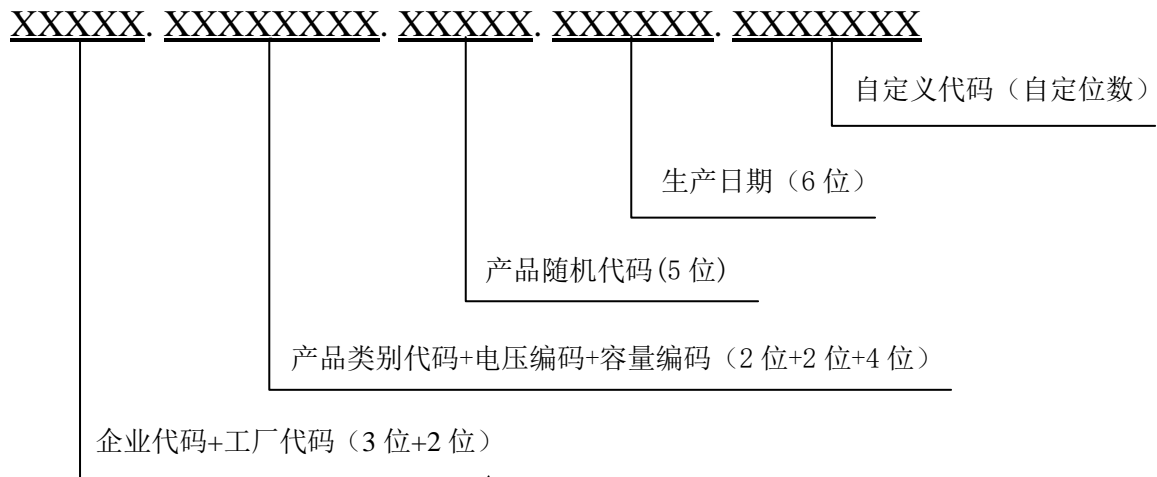 XXXXX. XXXXXXXX. XXXXX. XXXXXX. XXXXXXX
自定义代码（自定位数）
生产日期（6 位）
产品随机代码(5 位)
产品类别代码+电压编码+容量编码（2 位+2 位+4 位）
企业代码+工厂代码（3 位+2 位）